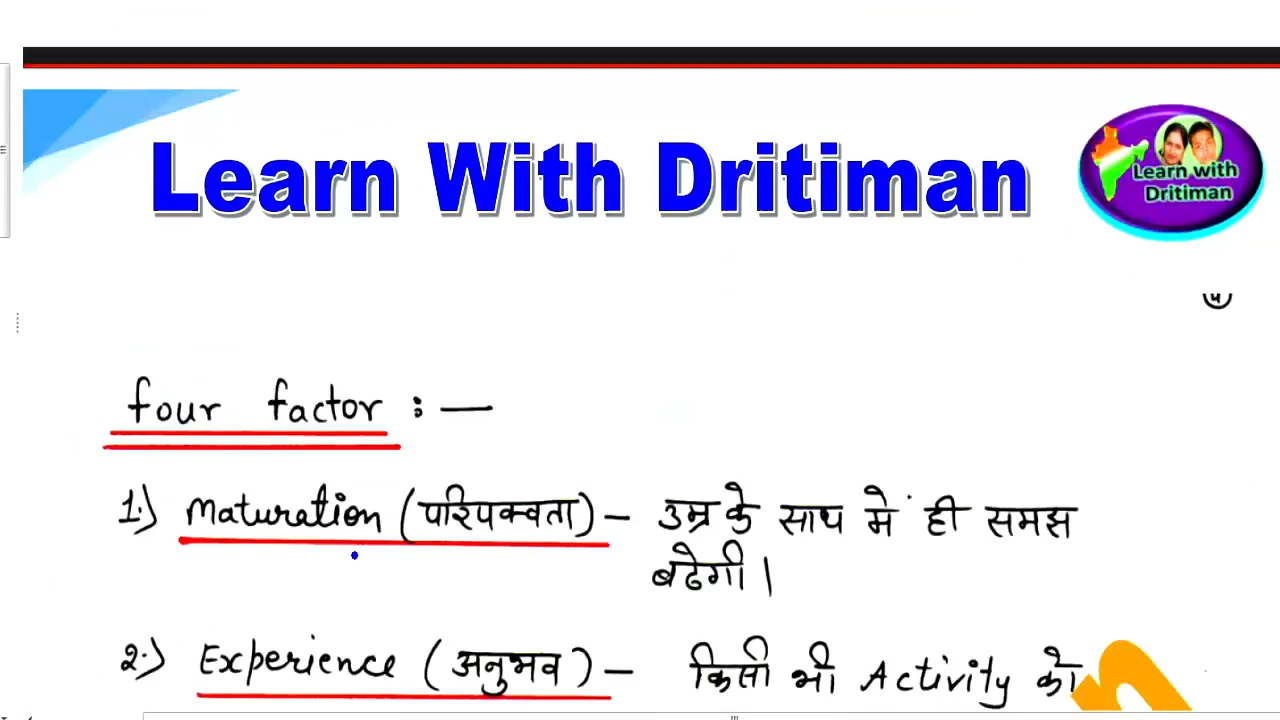 Learn With Dritiman
Learn with
Dritiman
four factor :—
1.) Maturation (परिपक्वता) – उम्र के साथ में ही समझ
बढेगी।
2.) Experience (अनुभव) – किसी भी Activity को